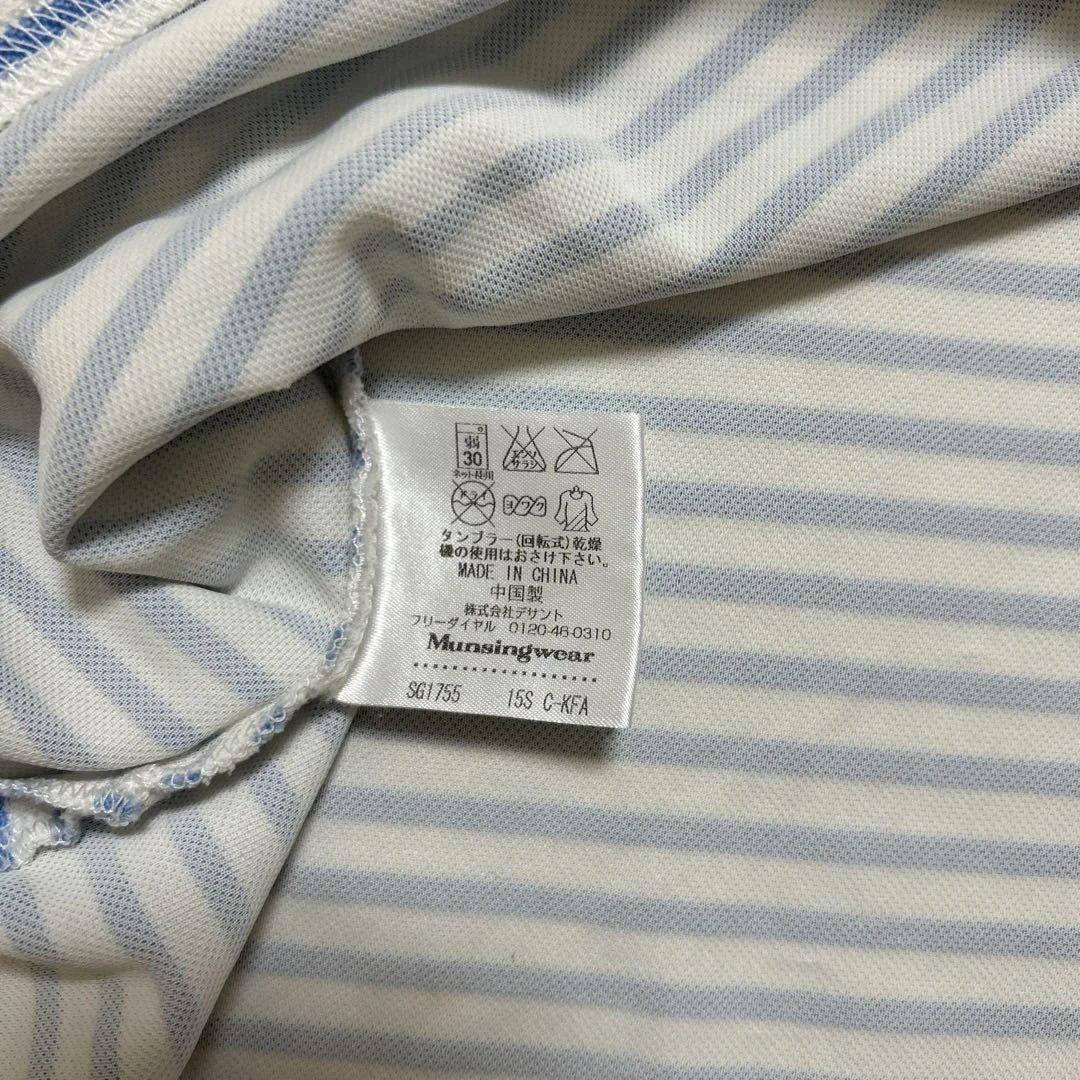 弱
30
ネット使用
エンソ
サラシ
ドライ
ヨワク
タンブラー(回転式)乾燥
機の使用はおさけ下さい。
MADE IN CHINA
中国製
株式会社デサント
フリーダイヤル 0120-46-0310
Munsingwear
SG1755 15S C-KFA